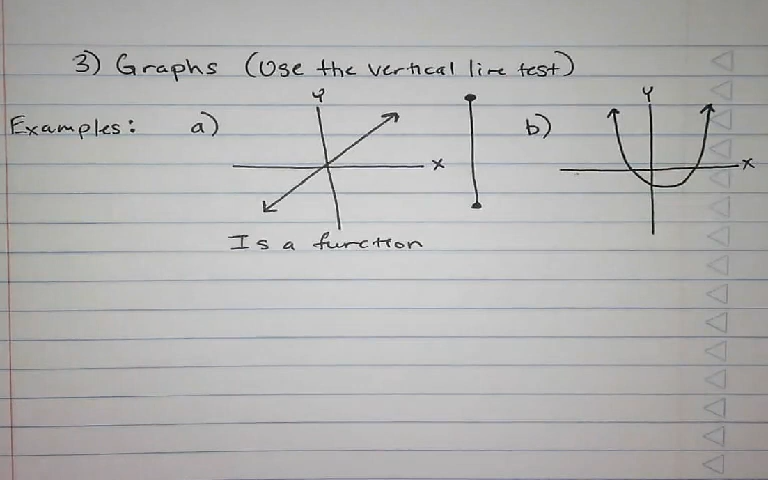 3) Graphs (Use the vertical line test)
Examples: a) y x b) y x
Is a function